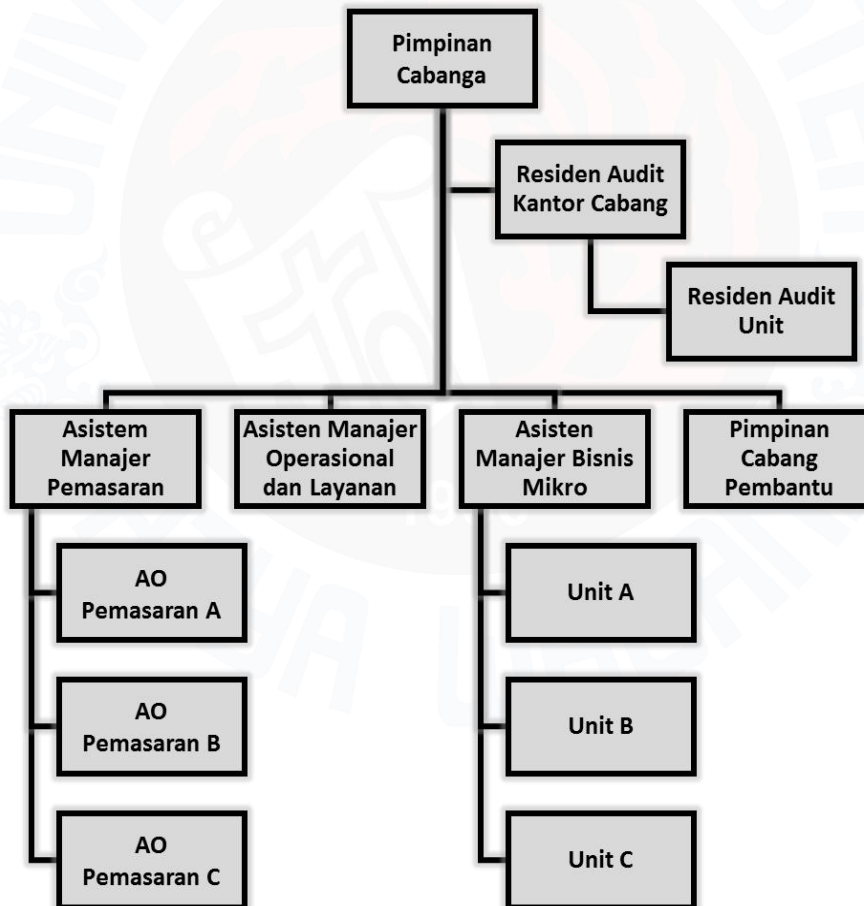 Pimpinan
Cabanga
Residen Audit
Kantor Cabang
Residen Audit
Unit
Asistem
Manajer
Pemasaran
Asisten Manajer
Operasional
dan Layanan
Asisten
Manajer Bisnis
Mikro
Pimpinan
Cabang
Pembantu
AO
Pemasaran A
Unit A
AO
Pemasaran B
Unit B
AO
Pemasaran C
Unit C